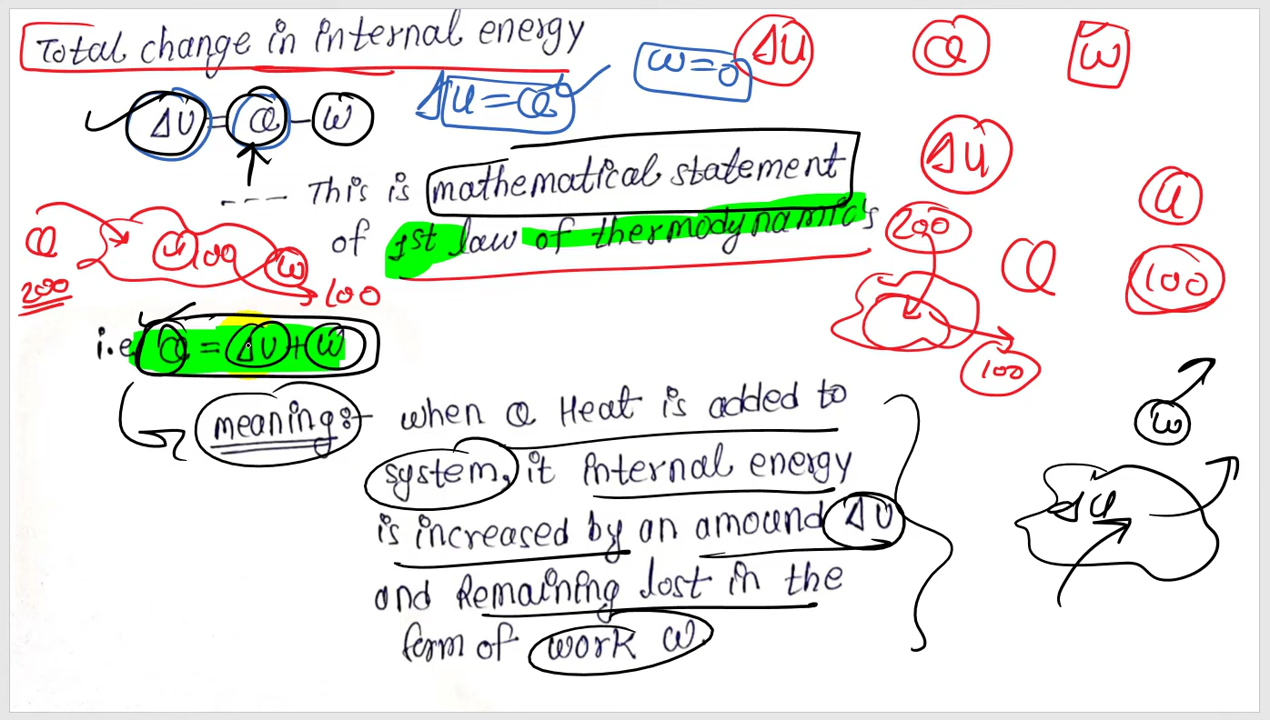 Total change in internal energy
ΔU Q W
W=0
ΔU = Q - W
ΔU = Q
ΔU
---- This is mathematical statement
of 1st law of thermodynamic's
U
200
Q
U 100
W
Q
200
100
100
100
i.e Q = ΔU + W
meaning:- when Q Heat is added to
W
system, it internal energy
is increased by an amound ΔU
ΔU
and Remaining lost in the
form of work W